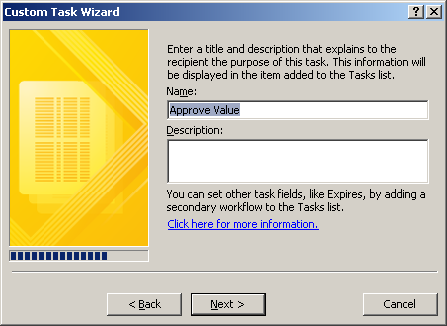 Custom Task Wizard
Enter a title and description that explains to the
recipient the purpose of this task. This information will
be displayed in the item added to the Tasks list.
Name:
Approve Value
Description:
You can set other task fields, like Expires, by adding a
secondary workflow to the Tasks list.
Click here for more information.
< Back
Next >
Cancel